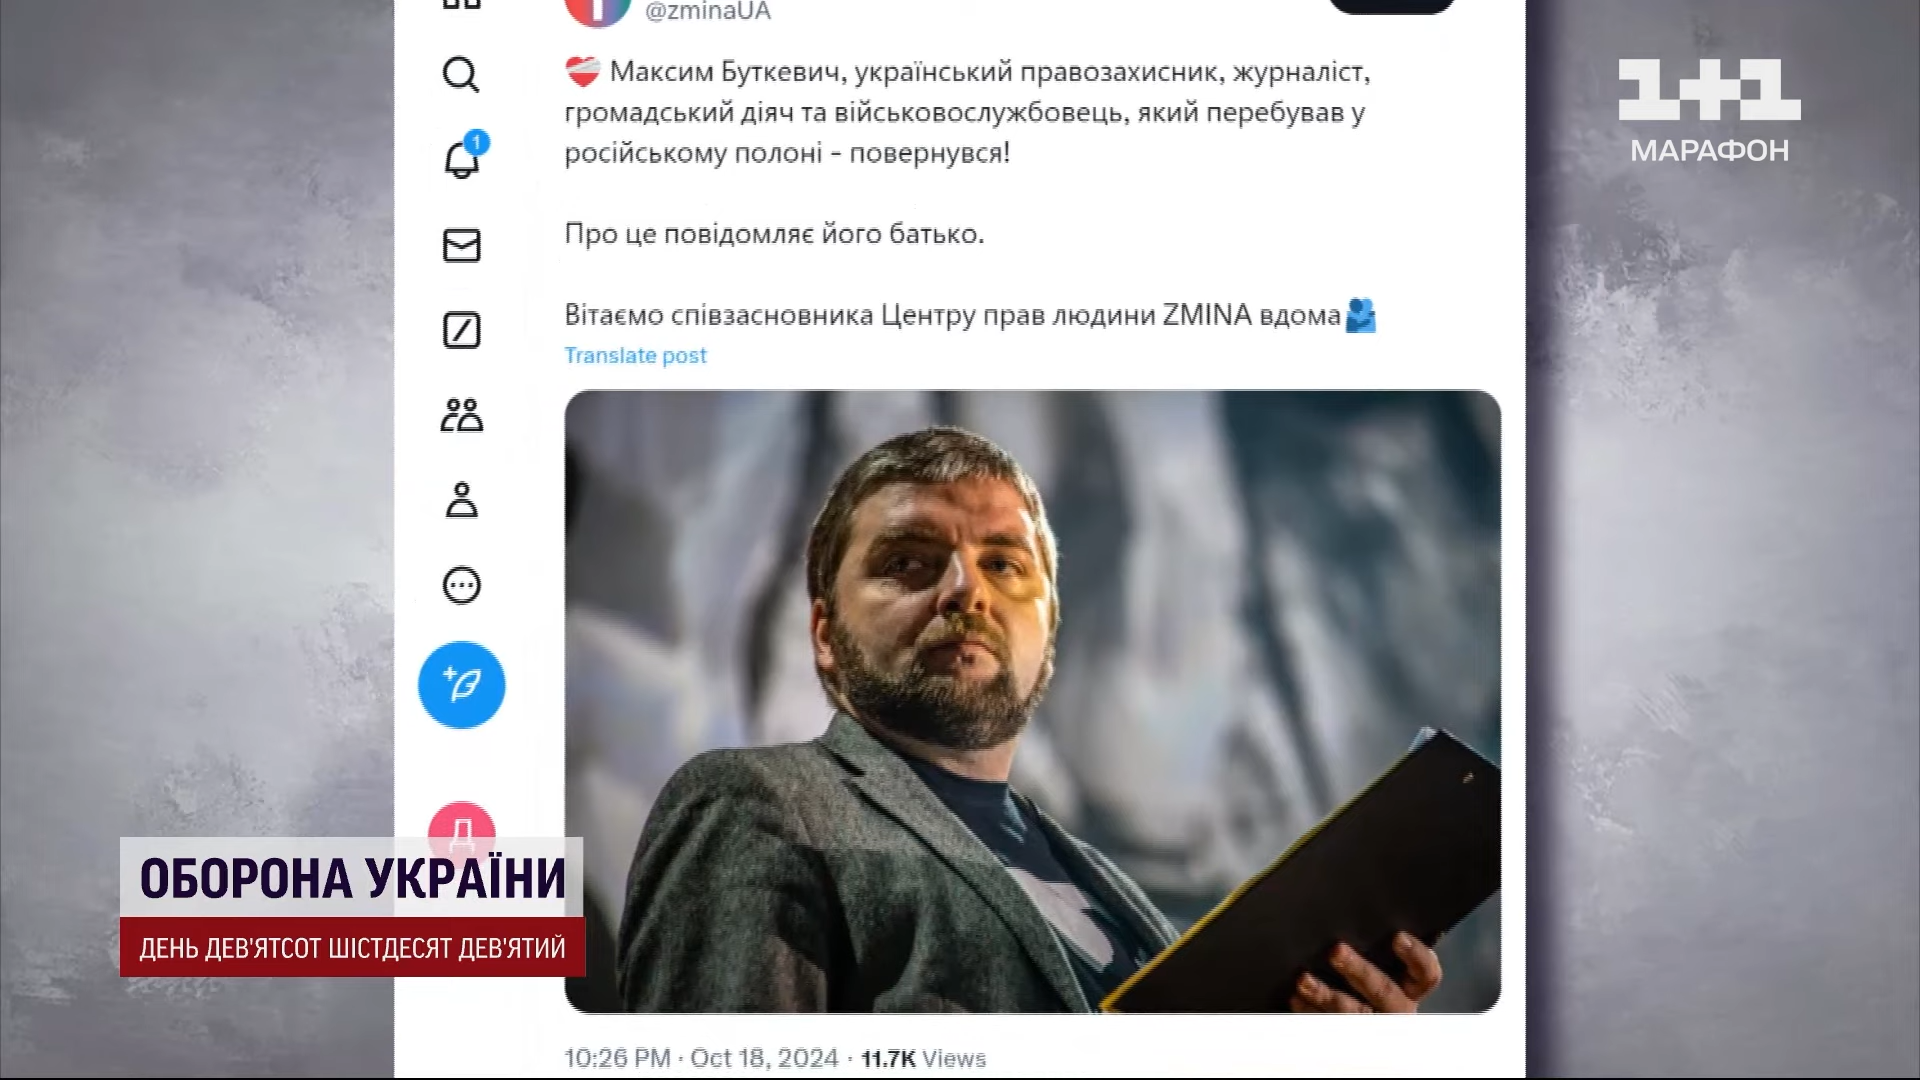 @zminaUA
Максим Буткевич, український правозахисник, журналіст,
громадський діяч та військовослужбовець, який перебував у
російському полоні - повернувся!
Про це повідомляє його батько.
Вітаємо співзасновника Центру прав людини ZMINA вдома
Translate post
10:26 PM · Oct 18, 2024 · 11.7K Views
1
Д
1+1
МАРАФОН
ОБОРОНА УКРАЇНИ
ДЕНЬ ДЕВ'ЯТСОТ ШІСТДЕСЯТ ДЕВ'ЯТИЙ